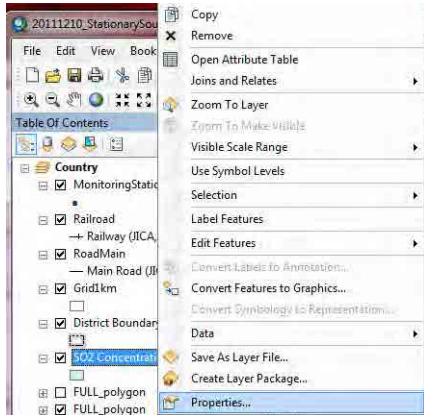 20111210_StationarySou
File Edit View Book
Table Of Contents
Country
MonitoringStatic
Railroad
Railway (JICA,
RoadMain
Main Road (JI
Grid1km
District Boundary
SO2 Concentrati
FULL_polygon
FULL_polygon
Copy
Remove
Open Attribute Table
Joins and Relates
Zoom To Layer
Zoom To Make Visible
Visible Scale Range
Use Symbol Levels
Selection
Label Features
Edit Features
Convert Labels to Annotation...
Convert Features to Graphics...
Convert Symbology to Representation...
Data
Save As Layer File...
Create Layer Package...
Properties...